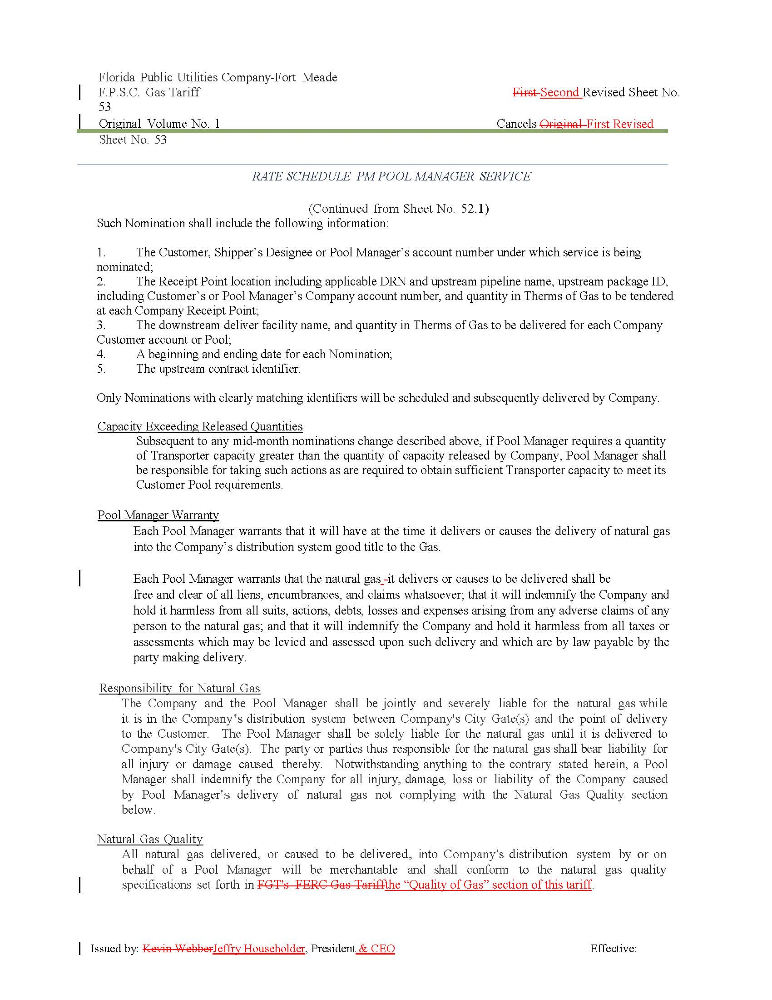 Florida Public Utilities Company-Fort Meade
F.P.S.C. Gas Tariff First Second Revised Sheet No.
53
Original Volume No. 1 Cancels Original First Revised
Sheet No. 53
RATE SCHEDULE PM POOL MANAGER SERVICE
(Continued from Sheet No. 52.1)
Such Nomination shall include the following information:
1. The Customer, Shipper’s Designee or Pool Manager’s account number under which service is being
nominated;
2. The Receipt Point location including applicable DRN and upstream pipeline name, upstream package ID,
including Customer’s or Pool Manager’s Company account number, and quantity in Therms of Gas to be tendered
at each Company Receipt Point;
3. The downstream deliver facility name, and quantity in Therms of Gas to be delivered for each Company
Customer account or Pool;
4. A beginning and ending date for each Nomination;
5. The upstream contract identifier.
Only Nominations with clearly matching identifiers will be scheduled and subsequently delivered by Company.
Capacity Exceeding Released Quantities
Subsequent to any mid-month nominations change described above, if Pool Manager requires a quantity
of Transporter capacity greater than the quantity of capacity released by Company, Pool Manager shall
be responsible for taking such actions as are required to obtain sufficient Transporter capacity to meet its
Customer Pool requirements.
Pool Manager Warranty
Each Pool Manager warrants that it will have at the time it delivers or causes the delivery of natural gas
into the Company’s distribution system good title to the Gas.
Each Pool Manager warrants that the natural gas -it delivers or causes to be delivered shall be
free and clear of all liens, encumbrances, and claims whatsoever; that it will indemnify the Company and
hold it harmless from all suits, actions, debts, losses and expenses arising from any adverse claims of any
person to the natural gas; and that it will indemnify the Company and hold it harmless from all taxes or
assessments which may be levied and assessed upon such delivery and which are by law payable by the
party making delivery.
Responsibility for Natural Gas
The Company and the Pool Manager shall be jointly and severely liable for the natural gas while
it is in the Company's distribution system between Company's City Gate(s) and the point of delivery
to the Customer. The Pool Manager shall be solely liable for the natural gas until it is delivered to
Company's City Gate(s). The party or parties thus responsible for the natural gas shall bear liability for
all injury or damage caused thereby. Notwithstanding anything to the contrary stated herein, a Pool
Manager shall indemnify the Company for all injury, damage, loss or liability of the Company caused
by Pool Manager's delivery of natural gas not complying with the Natural Gas Quality section
below.
Natural Gas Quality
All natural gas delivered, or caused to be delivered, into Company's distribution system by or on
behalf of a Pool Manager will be merchantable and shall conform to the natural gas quality
specifications set forth in FGT's FERC Gas Tariffthe “Quality of Gas” section of this tariff.
Issued by: Kevin WebberJeffry Householder, President & CEO Effective: